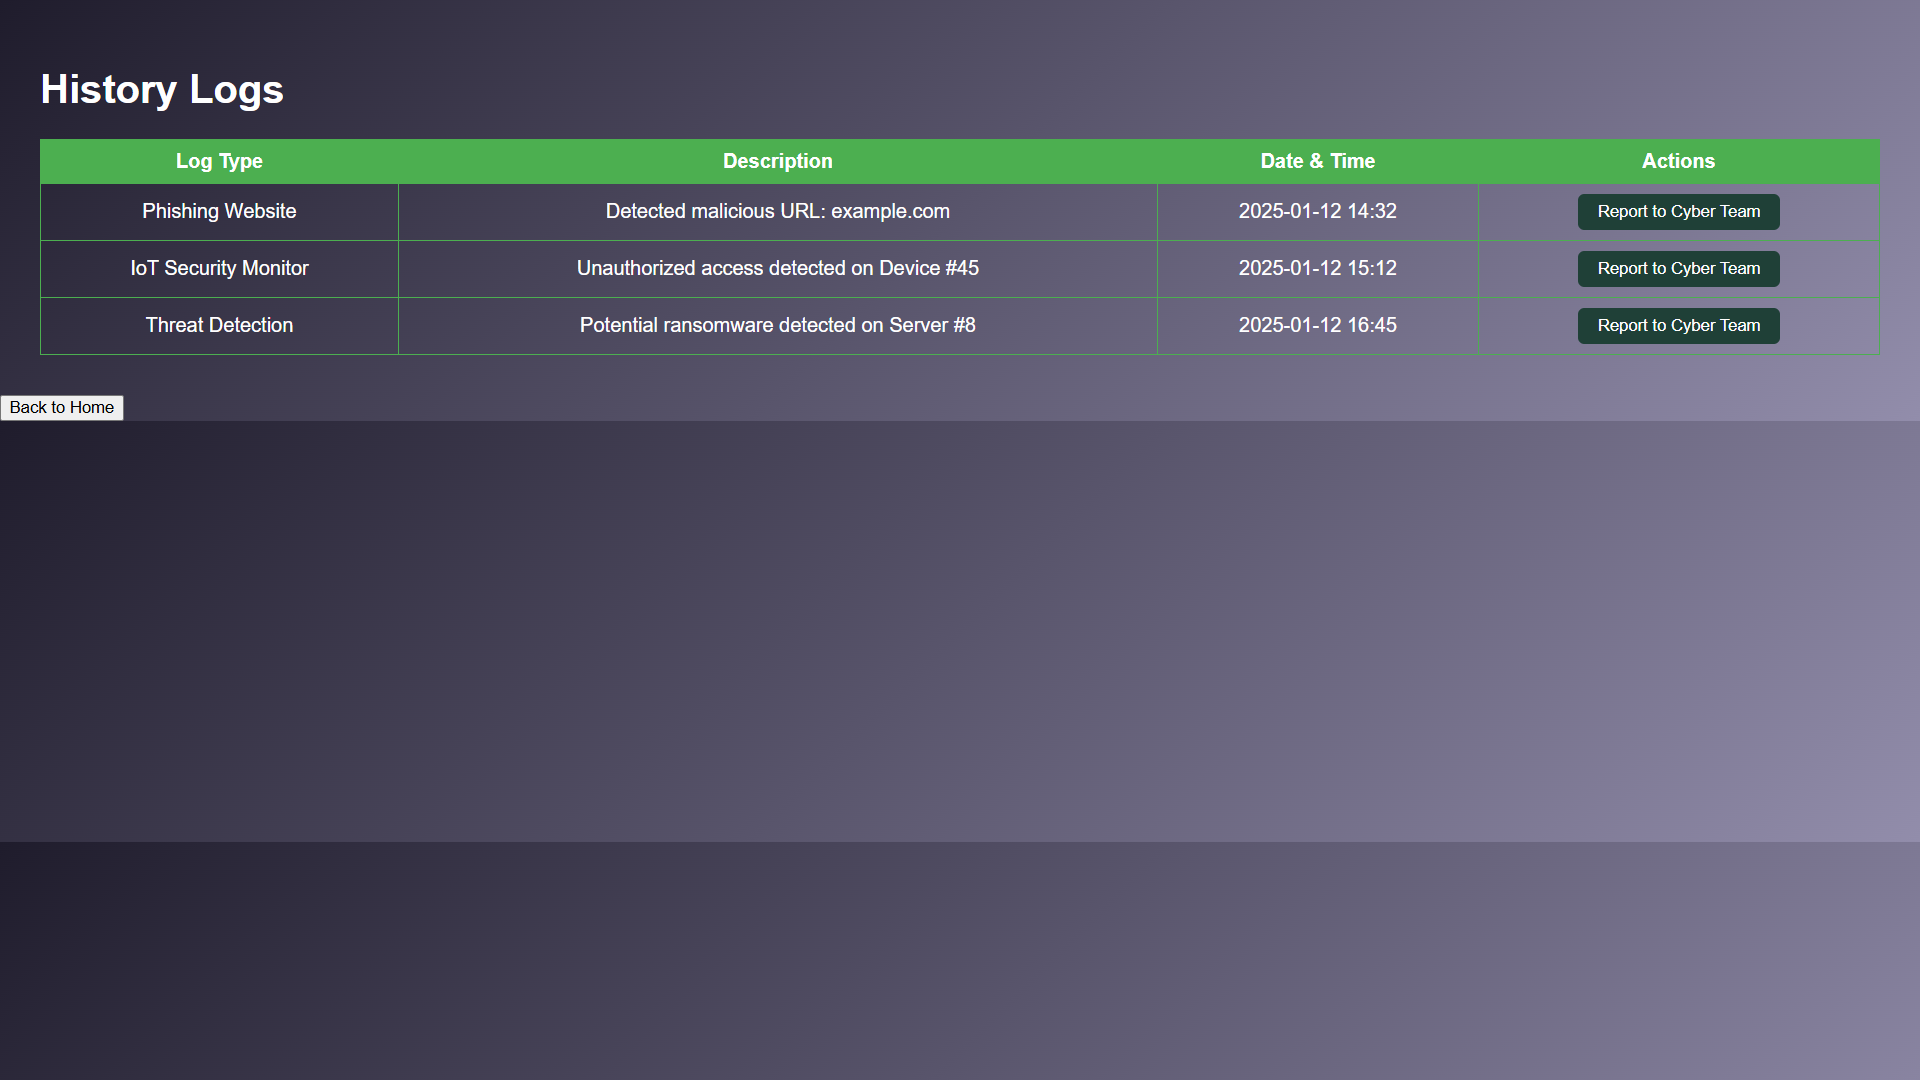 History Logs
Log Type Description Date & Time Actions
Phishing Website Detected malicious URL: example.com 2025-01-12 14:32 Report to Cyber Team
IoT Security Monitor Unauthorized access detected on Device #45 2025-01-12 15:12 Report to Cyber Team
Threat Detection Potential ransomware detected on Server #8 2025-01-12 16:45 Report to Cyber Team
Back to Home